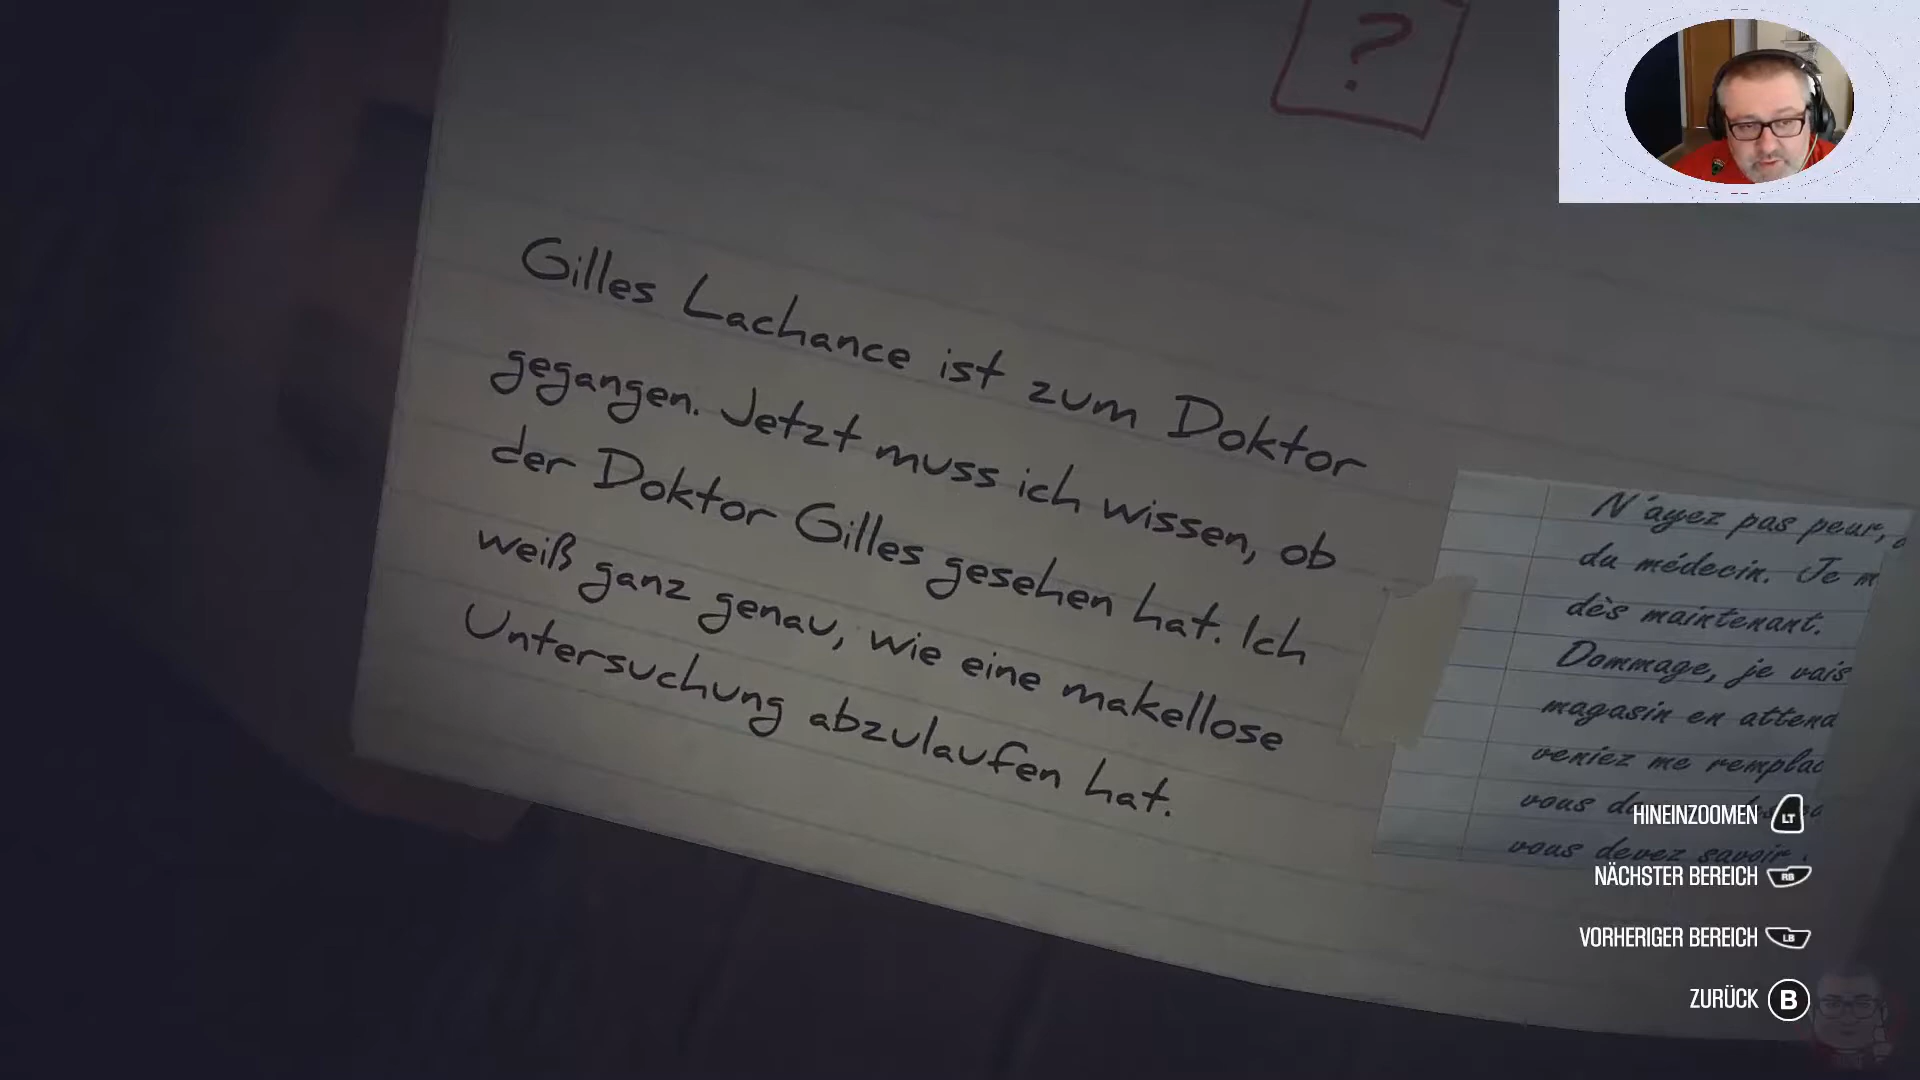 ?
Gilles Lachance ist zum Doktor
gegangen. Jetzt muss ich wissen, ob
der Doktor Gilles gesehen hat. Ich
weiß ganz genau, wie eine makellose
Untersuchung abzulaufen hat.
N'ayez pas peur,
du médecin. Je
dès maintenant.
Dommage, je vais
magasin en
veniez me
vous
vous devez savoir
HINEINZOOMEN LT
NÄCHSTER BEREICH RB
VORHERIGER BEREICH LB
ZURÜCK B